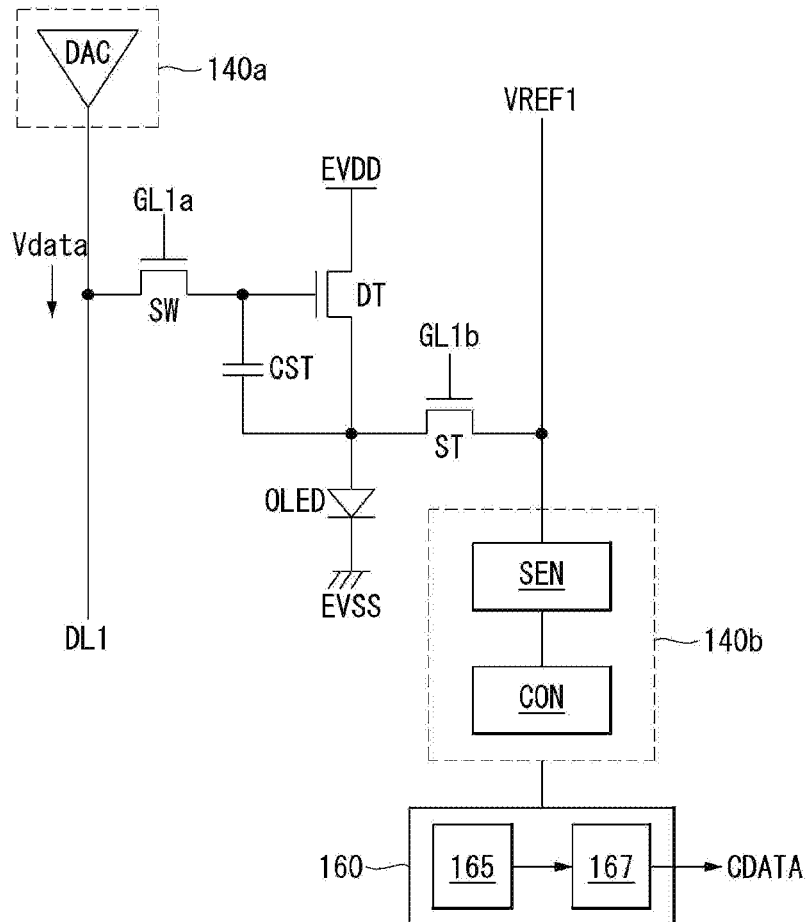 DAC
140a
VREF1
EVDD
GL1a
Vdata
SW
DT
GL1b
CST
ST
OLED
SEN
EVSS
DL1
140b
CON
160
165
167
CDATA